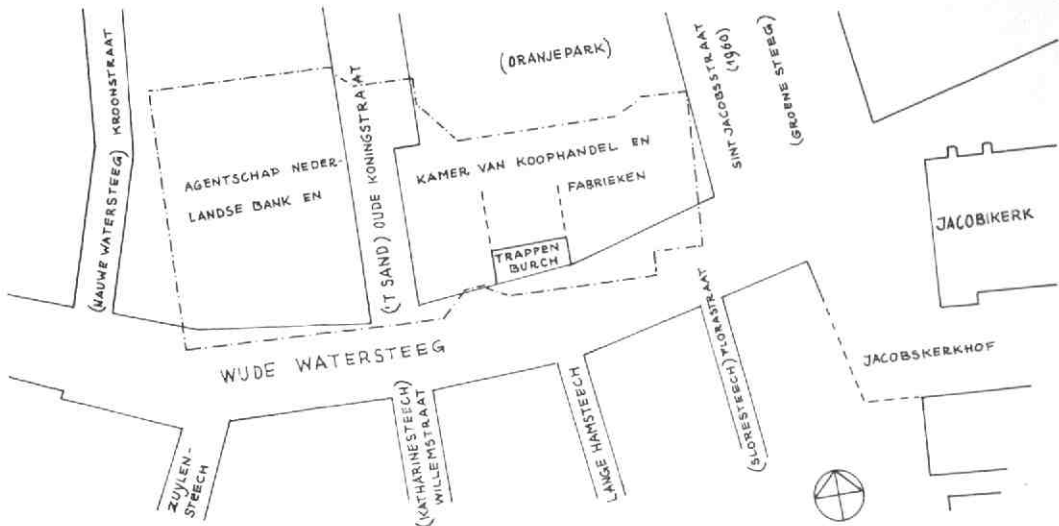 (NAUWE WATERSTEEG) KROONSTRAAT
AGENTSCHAP NEDER-
LANDSE BANK EN
('T SAND) OUDE KONINGSTRAAT
(ORANJEPARK)
KAMER VAN KOOPHANDEL EN
FABRIEKEN
TRAPPEN
BURCH
SINT JACOBSSTRAAT
(1960)
(GROENE STEEG)
JACOBIKERK
JACOBSKERKHOF
WIJDE WATERSTEEG
ZUYLEN-
STEECH
(KATHARINESTEECH)
WILLEMSTRAAT
LANGE HAMSTEECH
(SLORESTEECH) FLORASTRAAT